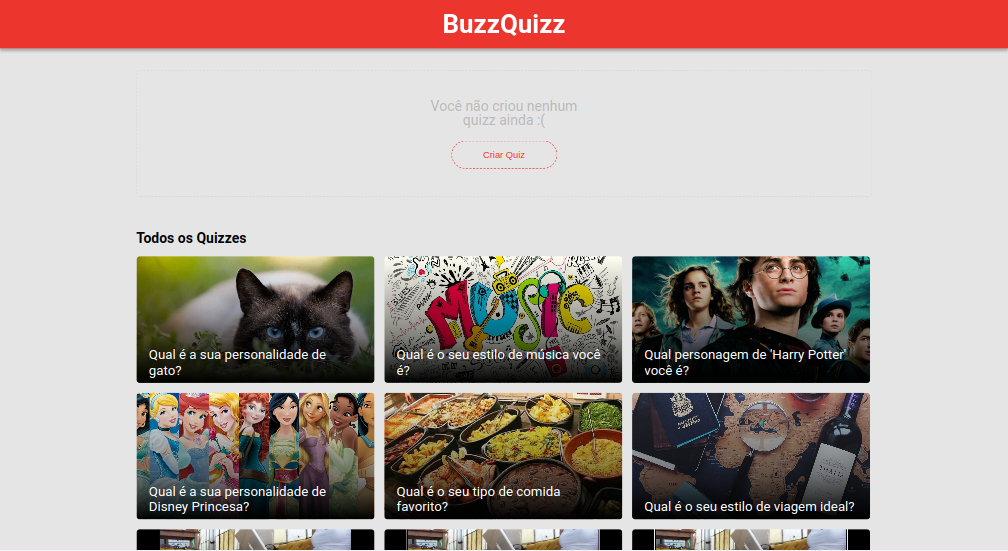 BuzzQuizz
Você não criou nenhum
quizz ainda :(
Criar Quiz
Todos os Quizzes
MUSIC
Qual é a sua personalidade de
gato?
Qual é o seu estilo de música você
é?
Qual personagem de 'Harry Potter'
você é?
Qual é a sua personalidade de
Disney Princesa?
Qual é o seu tipo de comida
favorito?
Qual é o seu estilo de viagem ideal?